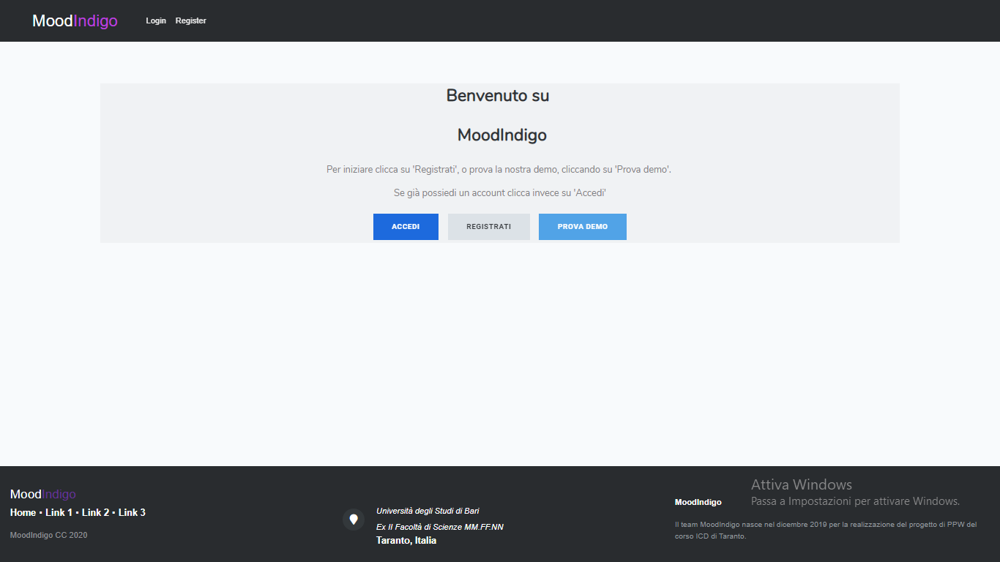 MoodIndigo Login Register
Benvenuto su
MoodIndigo
Per iniziare clicca su 'Registrati', o prova la nostra demo, cliccando su 'Prova demo'.
Se già possiedi un account clicca invece su 'Accedi'
ACCEDI REGISTRATI PROVA DEMO
MoodIndigo
Home · Link 1 · Link 2 · Link 3
MoodIndigo CC 2020
Università degli Studi di Bari
Ex II Facoltà di Scienze MM.FF.NN
Taranto, Italia
MoodIndigo
Il team MoodIndigo nasce nel dicembre 2019 per la realizzazione del progetto di PPW del
corso ICD di Taranto.
Attiva Windows
Passa a Impostazioni per attivare Windows.